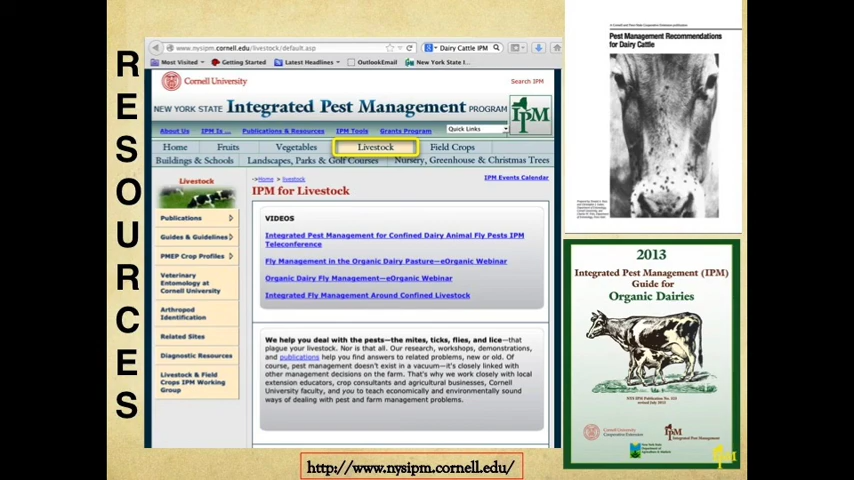 RESOURCES
www.nysipm.cornell.edu/livestock/default.asp
Dairy Cattle IPM
Most Visited
Getting Started
Latest Headlines
OutlookEmail
New York State I...
Cornell University
Search IPM
NEW YORK STATE Integrated Pest Management PROGRAM
IPM
About Us
IPM Is ...
Publications & Resources
IPM Tools
Grants Program
Quick Links
Home
Fruits
Vegetables
Livestock
Field Crops
Buildings & Schools
Landscapes, Parks & Golf Courses
Nursery, Greenhouse & Christmas Trees
->Home > livestock
IPM Events Calendar
Livestock
Publications
Guides & Guidelines
PMEP Crop Profiles
Veterinary
Entomology at
Cornell University
Arthropod
Identification
Related Sites
Diagnostic Resources
Livestock & Field
Crops IPM Working
Group
IPM for Livestock
VIDEOS
Integrated Pest Management for Confined Dairy Animal Fly Pests IPM
Teleconference
Fly Management in the Organic Dairy Pasture—eOrganic Webinar
Organic Dairy Fly Management—eOrganic Webinar
Integrated Fly Management Around Confined Livestock
We help you deal with the pests—the mites, ticks, flies, and lice—that
plague your livestock. Nor is that all. Our research, workshops, demonstrations,
and publications help you find answers to related problems, new or old. Of
course, pest management doesn't exist in a vacuum—it's closely linked with
other management decisions on the farm. That's why we work closely with local
extension educators, crop consultants and agricultural businesses, Cornell
University faculty, and you to teach economically and environmentally sound
ways of dealing with pest and farm management problems.
Pest Management Recommendations
for Dairy Cattle
2013
Integrated Pest Management (IPM)
Guide for
Organic Dairies
Cornell University
Cooperative Extension
IPM
Integrated Pest Management
http://www.nysipm.cornell.edu/